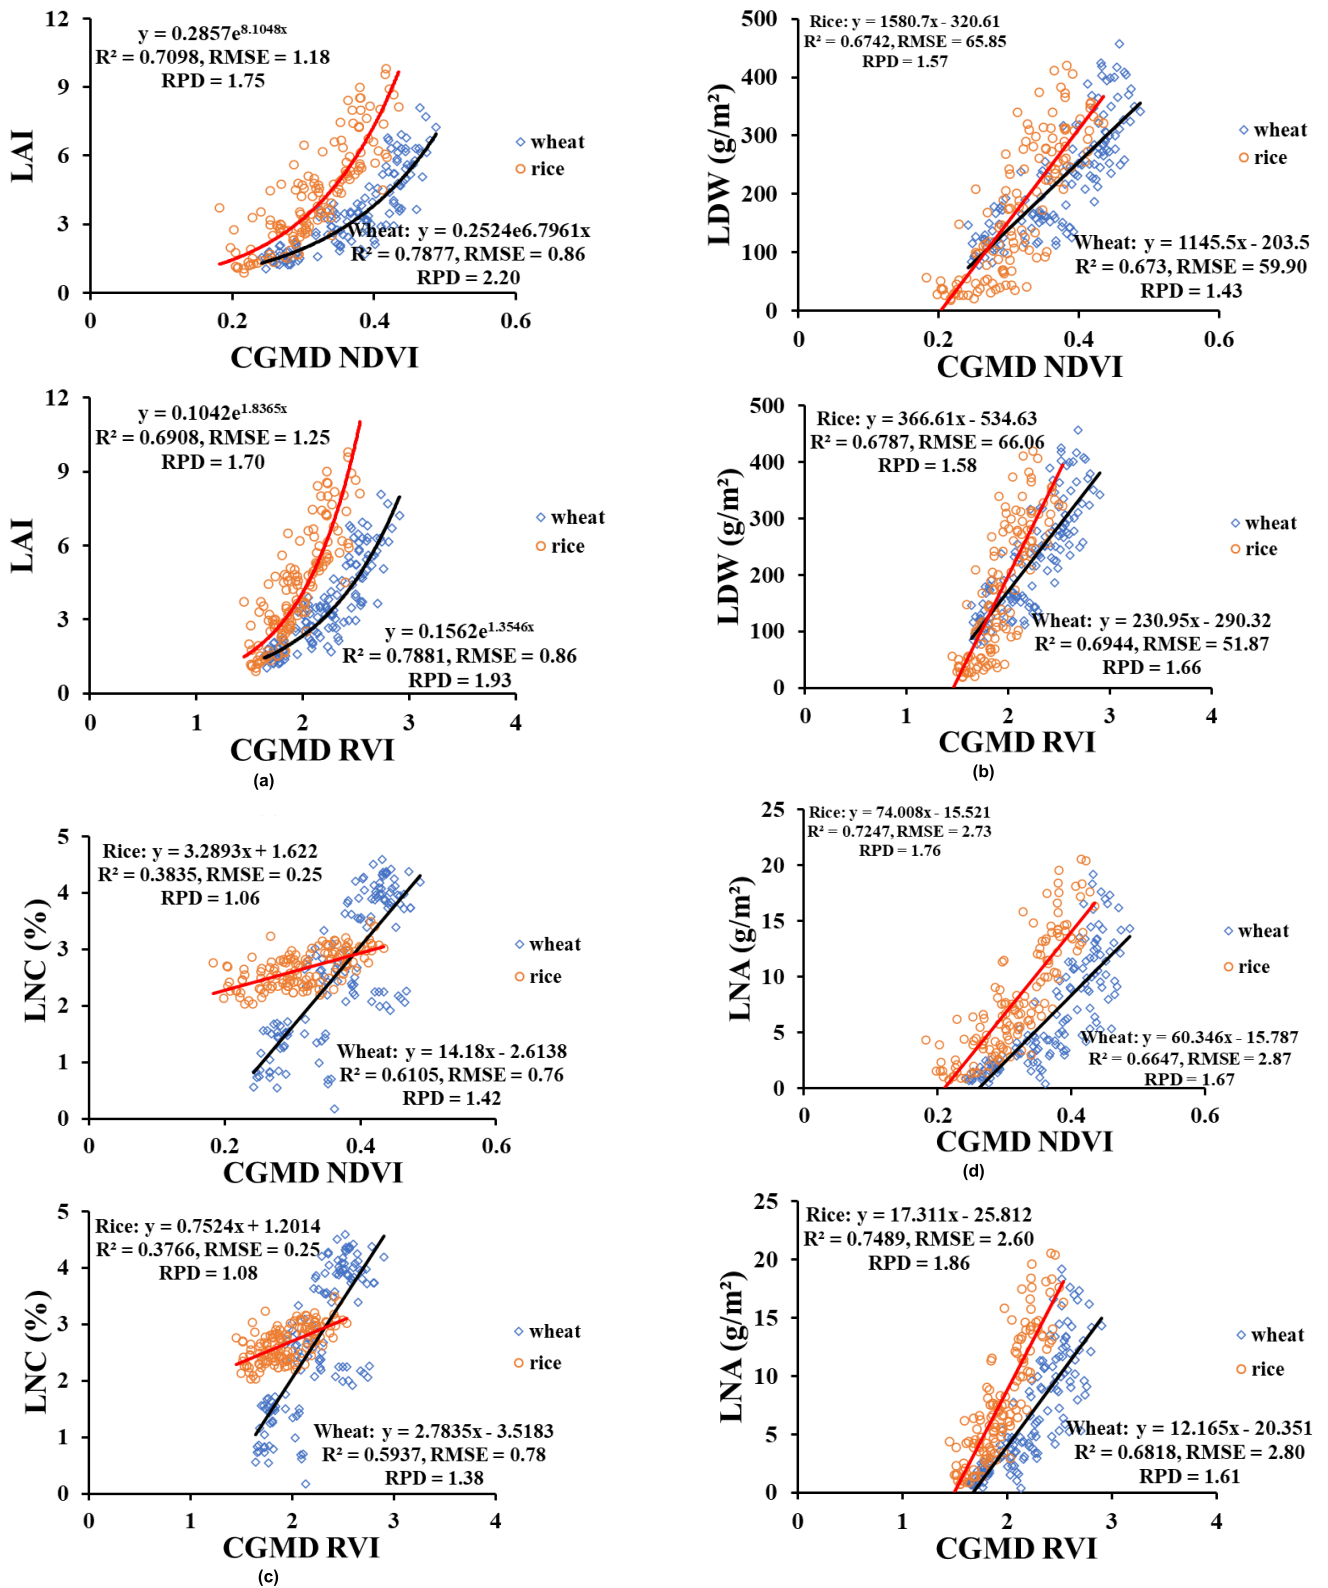 12
9
6
3
0
LAI
y = 0.2857e^8.1048x
R² = 0.7098, RMSE = 1.18
RPD = 1.75
wheat
rice
Wheat: y = 0.2524e6.7961x
R² = 0.7877, RMSE = 0.86
RPD = 2.20
0 0.2 0.4 0.6
CGMD NDVI
500
400
300
200
100
0
LDW (g/m²)
Rice: y = 1580.7x - 320.61
R² = 0.6742, RMSE = 65.85
RPD = 1.57
wheat
rice
Wheat: y = 1145.5x - 203.5
R² = 0.673, RMSE = 59.90
RPD = 1.43
0 0.2 0.4 0.6
CGMD NDVI
12
9
6
3
0
LAI
y = 0.1042e^1.8365x
R² = 0.6908, RMSE = 1.25
RPD = 1.70
wheat
rice
y = 0.1562e^1.3546x
R² = 0.7881, RMSE = 0.86
RPD = 1.93
0 1 2 3 4
CGMD RVI
(a)
500
400
300
200
100
0
LDW (g/m²)
Rice: y = 366.61x - 534.63
R² = 0.6787, RMSE = 66.06
RPD = 1.58
wheat
rice
Wheat: y = 230.95x - 290.32
R² = 0.6944, RMSE = 51.87
RPD = 1.66
0 1 2 3 4
CGMD RVI
(b)
5
4
3
2
1
0
LNC (%)
Rice: y = 3.2893x + 1.622
R² = 0.3835, RMSE = 0.25
RPD = 1.06
wheat
rice
Wheat: y = 14.18x - 2.6138
R² = 0.6105, RMSE = 0.76
RPD = 1.42
0 0.2 0.4 0.6
CGMD NDVI
25
20
15
10
5
0
LNA (g/m²)
Rice: y = 74.008x - 15.521
R² = 0.7247, RMSE = 2.73
RPD = 1.76
wheat
rice
Wheat: y = 60.346x - 15.787
R² = 0.6647, RMSE = 2.87
RPD = 1.67
0 0.2 0.4 0.6
CGMD NDVI
(d)
5
4
3
2
1
0
LNC (%)
Rice: y = 0.7524x + 1.2014
R² = 0.3766, RMSE = 0.25
RPD = 1.08
wheat
rice
Wheat: y = 2.7835x - 3.5183
R² = 0.5937, RMSE = 0.78
RPD = 1.38
0 1 2 3 4
CGMD RVI
(c)
25
20
15
10
5
0
LNA (g/m²)
Rice: y = 17.311x - 25.812
R² = 0.7489, RMSE = 2.60
RPD = 1.86
wheat
rice
Wheat: y = 12.165x - 20.351
R² = 0.6818, RMSE = 2.80
RPD = 1.61
0 1 2 3 4
CGMD RVI